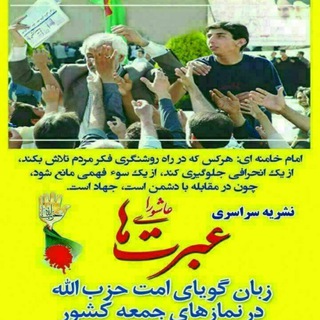 امام خامنه ای: هرکس که در راه روشنگری فکر مردم تلاش بکند،
از یک انحرافی جلوگیری کند، از یک سوء فهمی مانع شود،
چون در مقابله با دشمن است، جهاد است.
نشریه سراسری
عبرت های
عاشورا
زبان گویای امت حزب الله
در نمازهای جمعه کشور